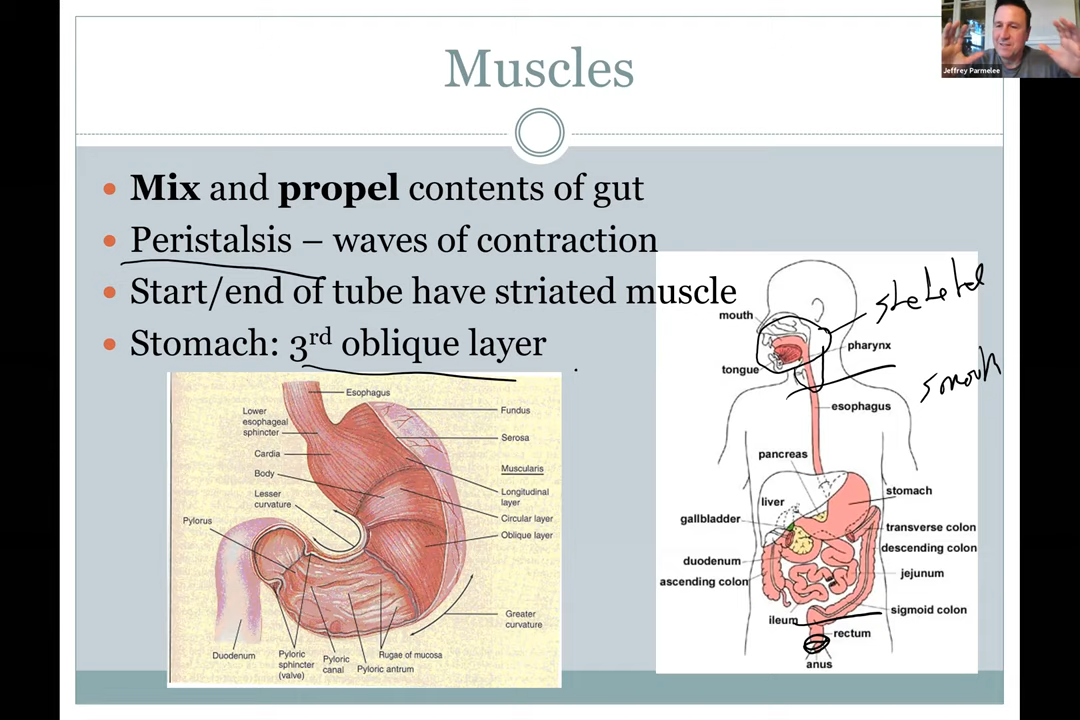 Muscles
Jeffrey Parmelee
Mix and propel contents of gut
Peristalsis – waves of contraction
Start/end of tube have striated muscle
Stomach: 3rd oblique layer
Esophagus
Lower
esophageal
sphincter
Cardia
Body
Lesser
curvature
Pylorus
Duodenum
Pyloric
sphincter
(valve)
Pyloric
canal
Pyloric antrum
Rugae of mucosa
Fundus
Serosa
Muscularis
Longitudinal
layer
Circular layer
Oblique layer
Greater
curvature
skeletal
smooth
mouth
pharynx
tongue
esophagus
pancreas
liver
stomach
gallbladder
transverse colon
descending colon
duodenum
jejunum
ascending colon
sigmoid colon
ileum
rectum
anus